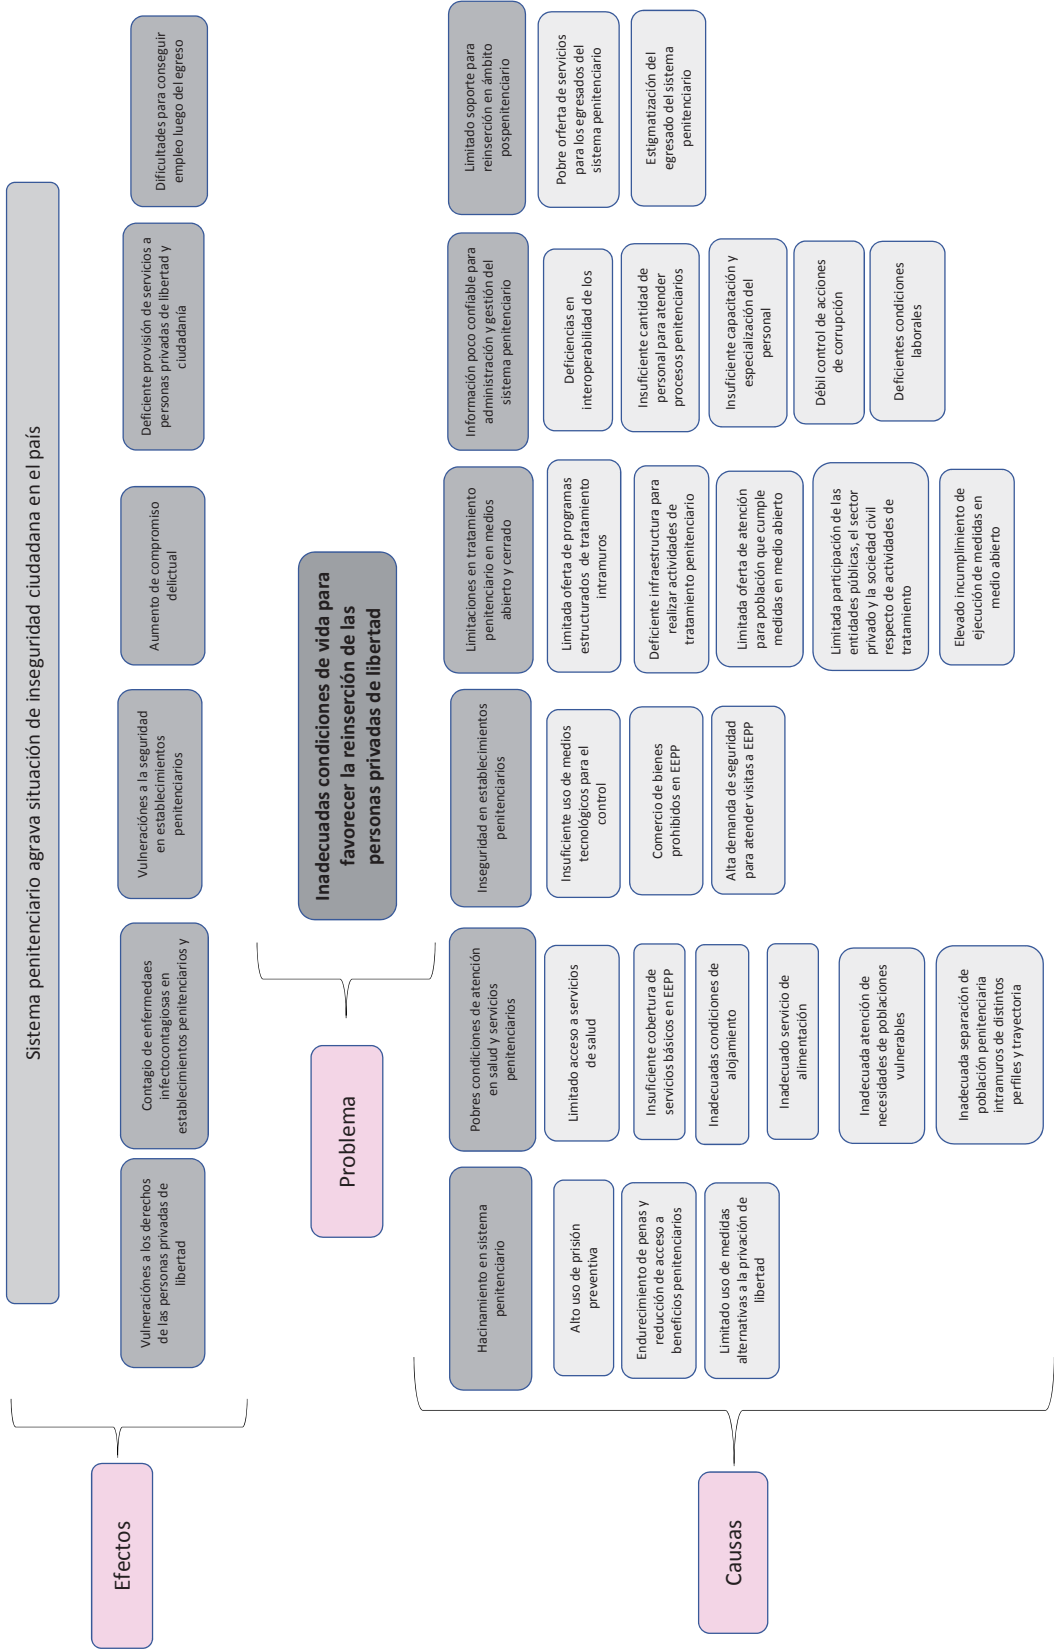 Sistema penitenciario agrava situación de inseguridad ciudadana en el país
Efectos
Vulneraciónes a los derechos
de las personas privadas de
libertad
Contagio de enfermedaes
infectocontagiosas en
establecimientos penitenciarios y
Vulneraciónes a la seguridad
en establecimientos
penitenciarios
Aumento de compromiso
delictual
Deficiente provisión de servicios a
personas privadas de libertad y
ciudadanía
Dificultades para conseguir
empleo luego del egreso
Problema
Inadecuadas condiciones de vida para
favorecer la reinserción de las
personas privadas de libertad
Causas
Hacinamiento en sistema
penitenciario
Alto uso de prisión
preventiva
Endurecimiento de penas y
reducción de acceso a
beneficios penitenciarios
Limitado uso de medidas
alternativas a la privación de
libertad
Pobres condiciones de atención
en salud y servicios
penitenciarios
Limitado acceso a servicios
de salud
Insuficiente cobertura de
servicios básicos en EEPP
Inadecuadas condiciones de
alojamiento
Inadecuado servicio de
alimentación
Inadecuada atención de
necesidades de poblaciones
vulnerables
Inadecuada separación de
población penitenciaria
intramuros de distintos
perfiles y trayectoria
Inseguridad en establecimientos
penitenciarios
Insuficiente uso de medios
tecnológicos para el
control
Comercio de bienes
prohibidos en EEPP
Alta demanda de seguridad
para atender visitas a EEPP
Limitaciones en tratamiento
penitenciario en medios
abierto y cerrado
Limitada oferta de programas
estructurados de tratamiento
intramuros
Deficiente infraestructura para
realizar actividades de
tratamiento penitenciario
Limitada oferta de atención
para población que cumple
medidas en medio abierto
Limitada participación de las
entidades públicas, el sector
privado y la sociedad civil
respecto de actividades de
tratamiento
Elevado incumplimiento de
ejecución de medidas en
medio abierto
Información poco confiable para
administración y gestión del
sistema penitenciario
Deficiencias en
interoperabilidad de los
Insuficiente cantidad de
personal para atender
procesos penitenciarios
Insuficiente capacitación y
especialización del
personal
Débil control de acciones
de corrupción
Deficientes condiciones
laborales
Limitado soporte para
reinserción en ámbito
pospenitenciario
Pobre orferta de servicios
para los egresados del
sistema penitenciario
Estigmatización del
egresado del sistema
penitenciario